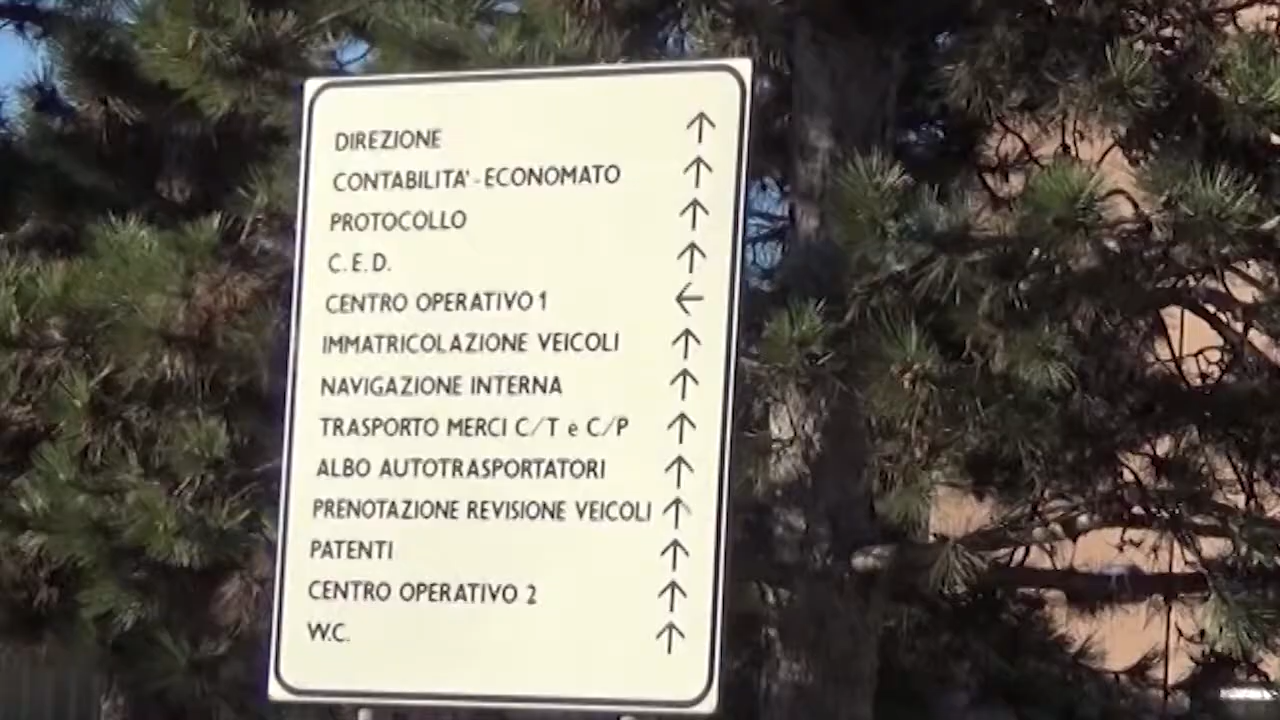 DIREZIONE ↑
CONTABILITA' - ECONOMATO ↑
PROTOCOLLO ↑
C.E.D. ↑
CENTRO OPERATIVO 1 ←
IMMATRICOLAZIONE VEICOLI ↑
NAVIGAZIONE INTERNA ↑
TRASPORTO MERCI C/T e C/P ↑
ALBO AUTOTRASPORTATORI ↑
PRENOTAZIONE REVISIONE VEICOLI ↑
PATENTI ↑
CENTRO OPERATIVO 2 ↑
W.C. ↑